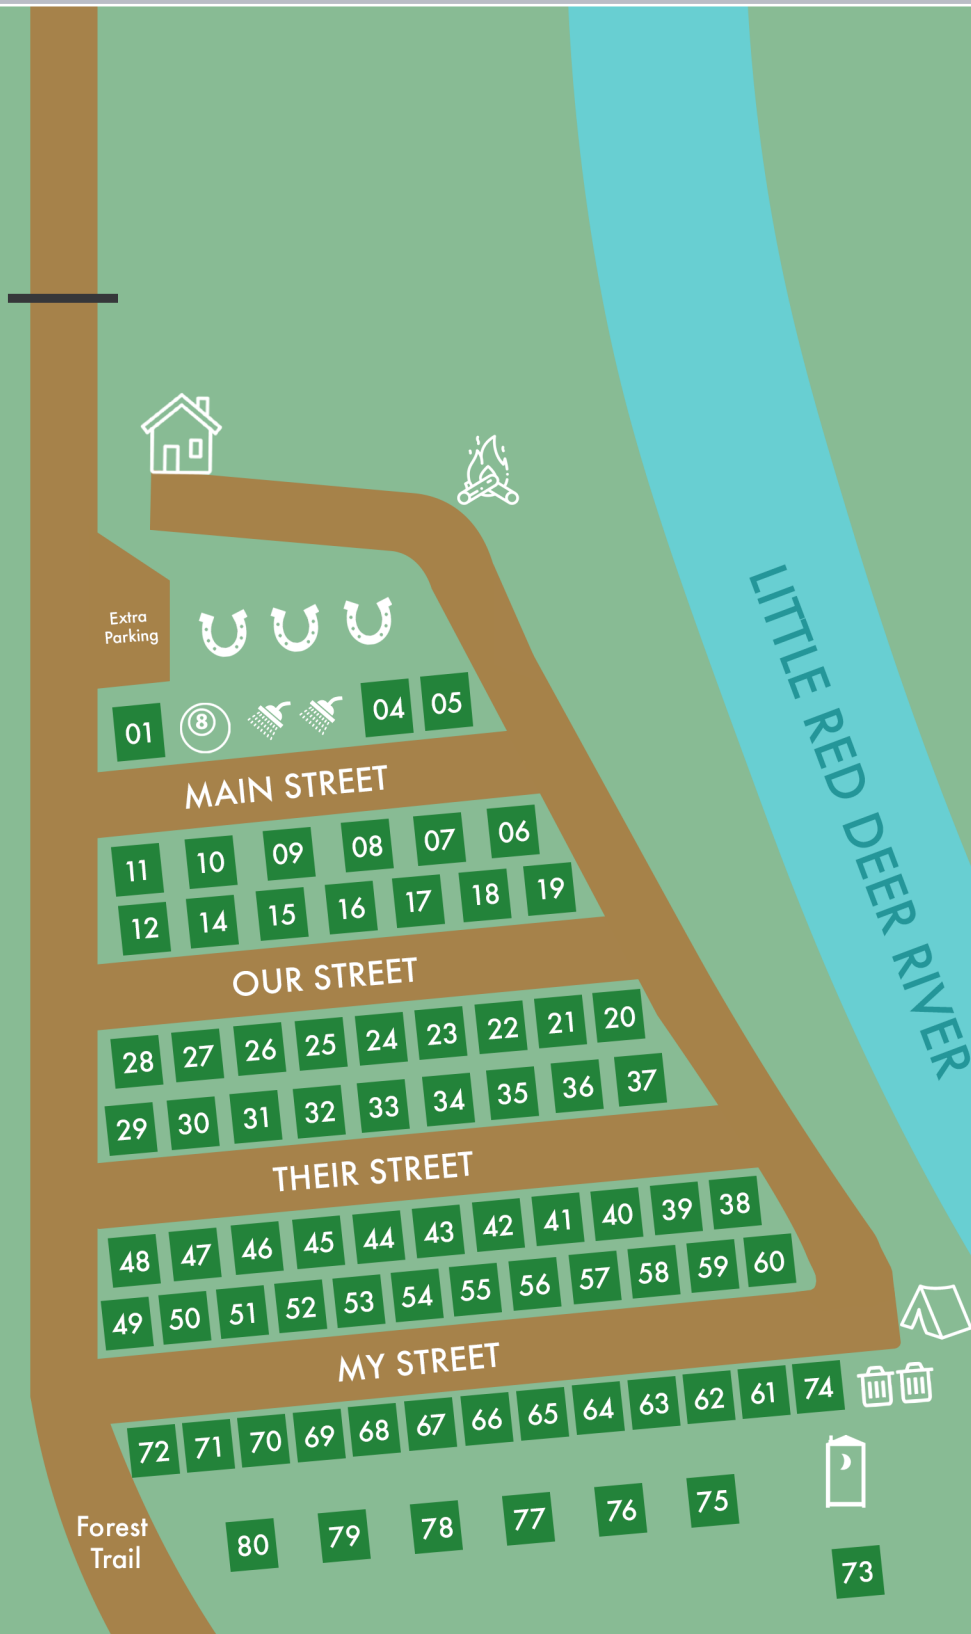 Extra
Parking
01 8 04 05
MAIN STREET
11 10 09 08 07 06
12 14 15 16 17 18 19
OUR STREET
28 27 26 25 24 23 22 21 20
29 30 31 32 33 34 35 36 37
THEIR STREET
48 47 46 45 44 43 42 41 40 39 38
49 50 51 52 53 54 55 56 57 58 59 60
MY STREET
72 71 70 69 68 67 66 65 64 63 62 61 74
80 79 78 77 76 75
73
Forest
Trail
LITTLE RED DEER RIVER